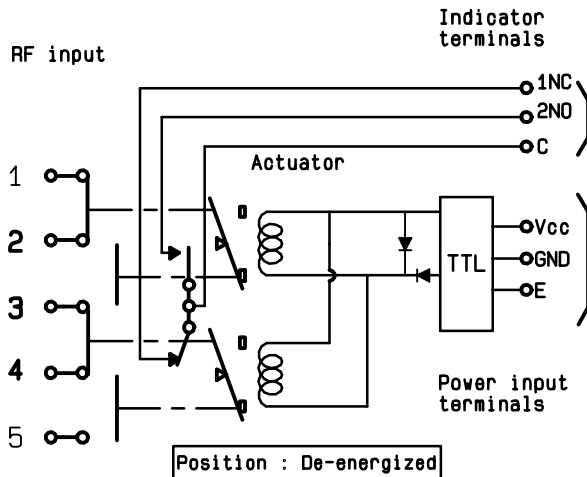 Indicator
terminals
RF input
1NC
2NO
C
Actuator
1
2
3
4
5
Vcc
GND
E
TTL
Power input
terminals
Position : De-energized